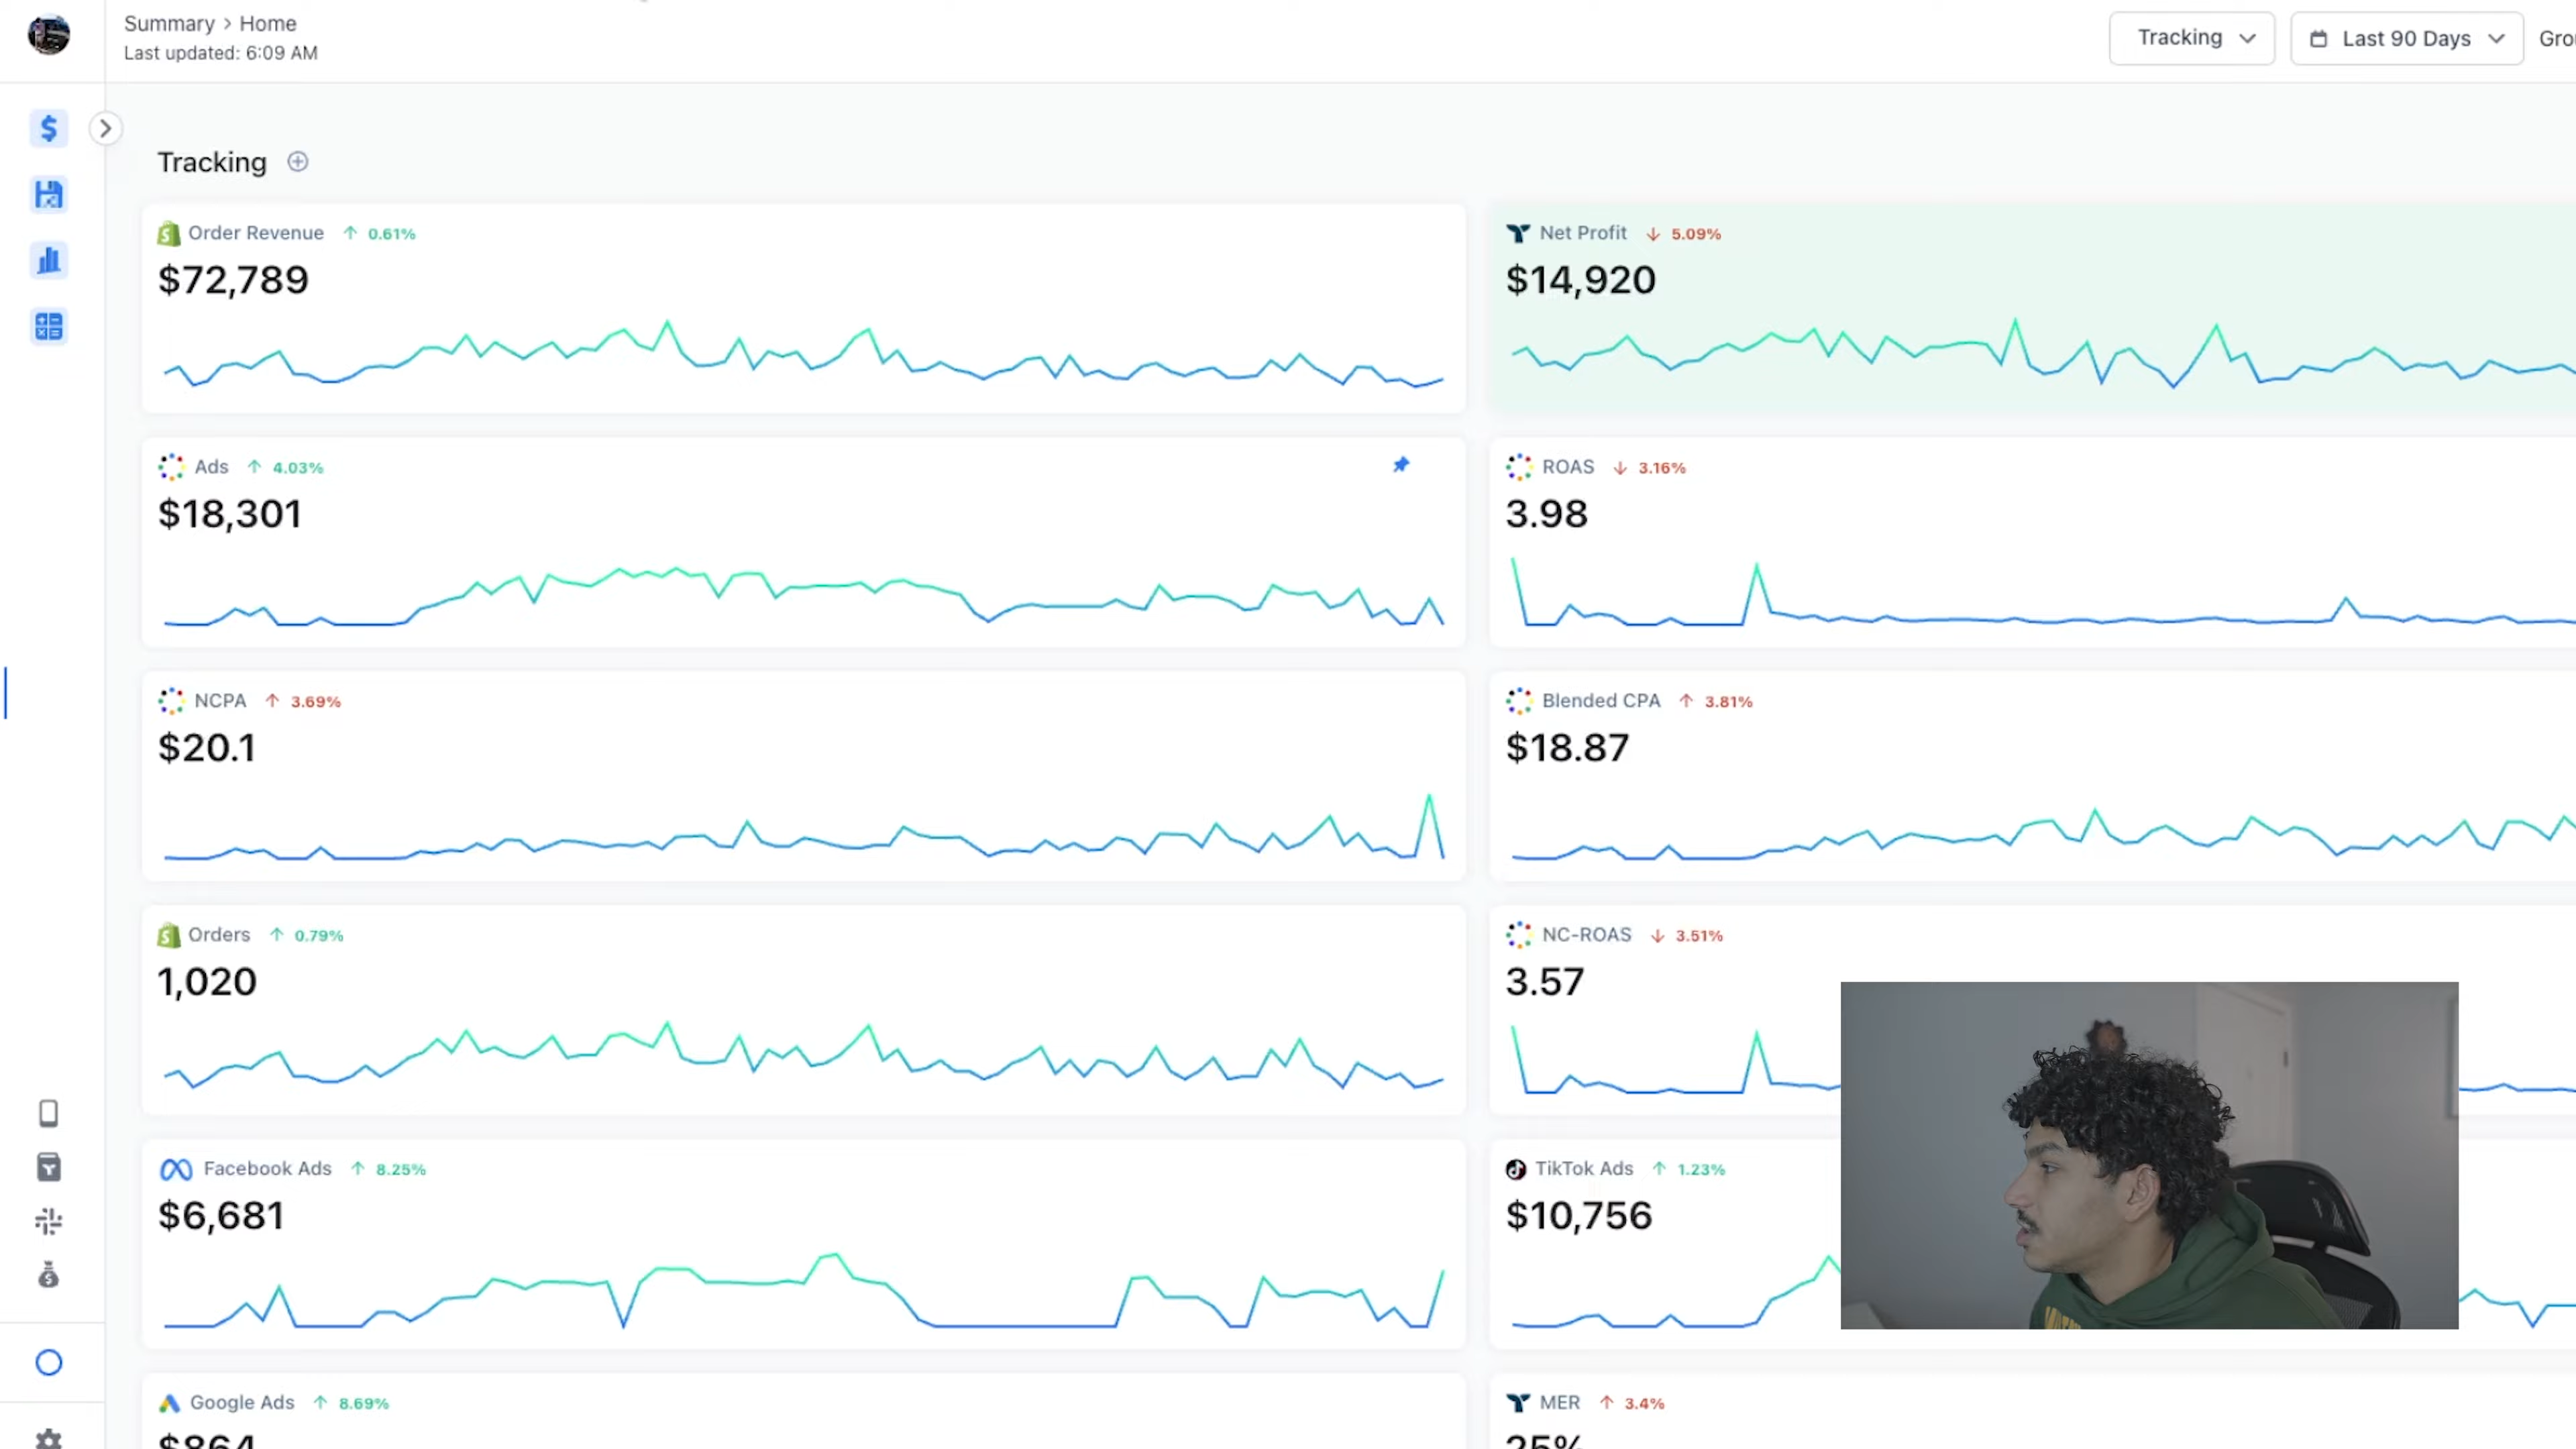 Summary > Home
Last updated: 6:09 AM
Tracking
Last 90 Days
Tracking
Order Revenue ↑ 0.61%
$72,789
Net Profit ↓ 5.09%
$14,920
Ads ↑ 4.03%
$18,301
ROAS ↓ 3.16%
3.98
NCPA ↑ 3.69%
$20.1
Blended CPA ↑ 3.81%
$18.87
Orders ↑ 0.79%
1,020
NC-ROAS ↓ 3.51%
3.57
Facebook Ads ↑ 8.25%
$6,681
TikTok Ads ↑ 1.23%
$10,756
Google Ads ↑ 8.69%
$864
MER ↑ 3.4%
25%